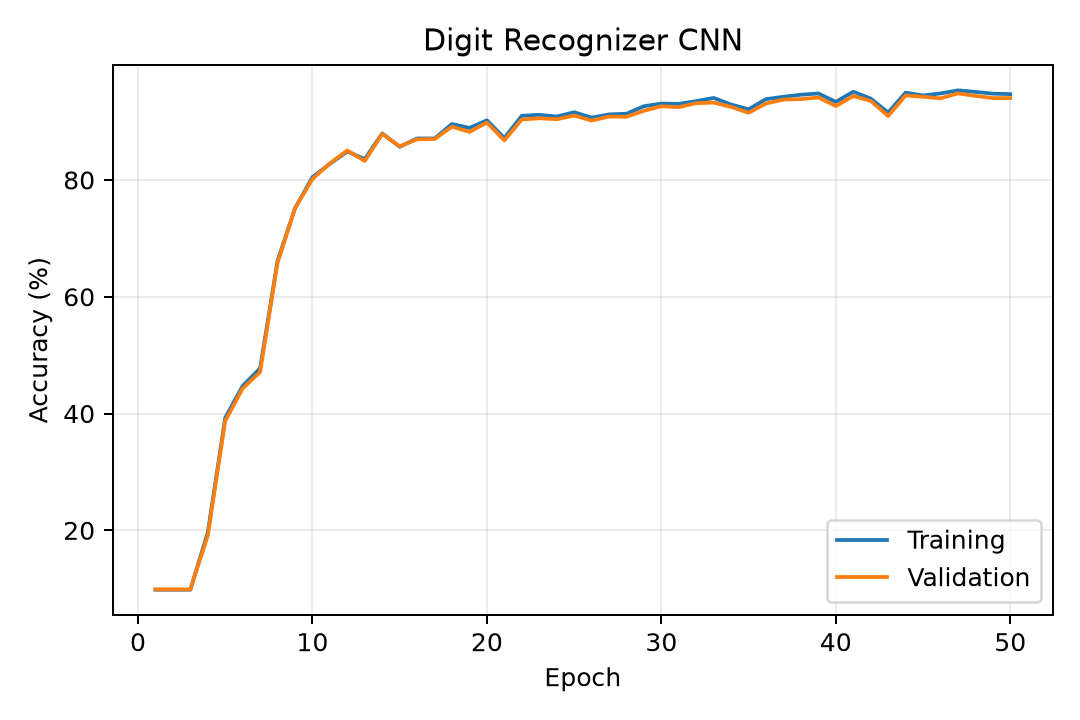 Digit Recognizer CNN
Accuracy (%)
80
60
40
20
Training
Validation
0 10 20 30 40 50
Epoch